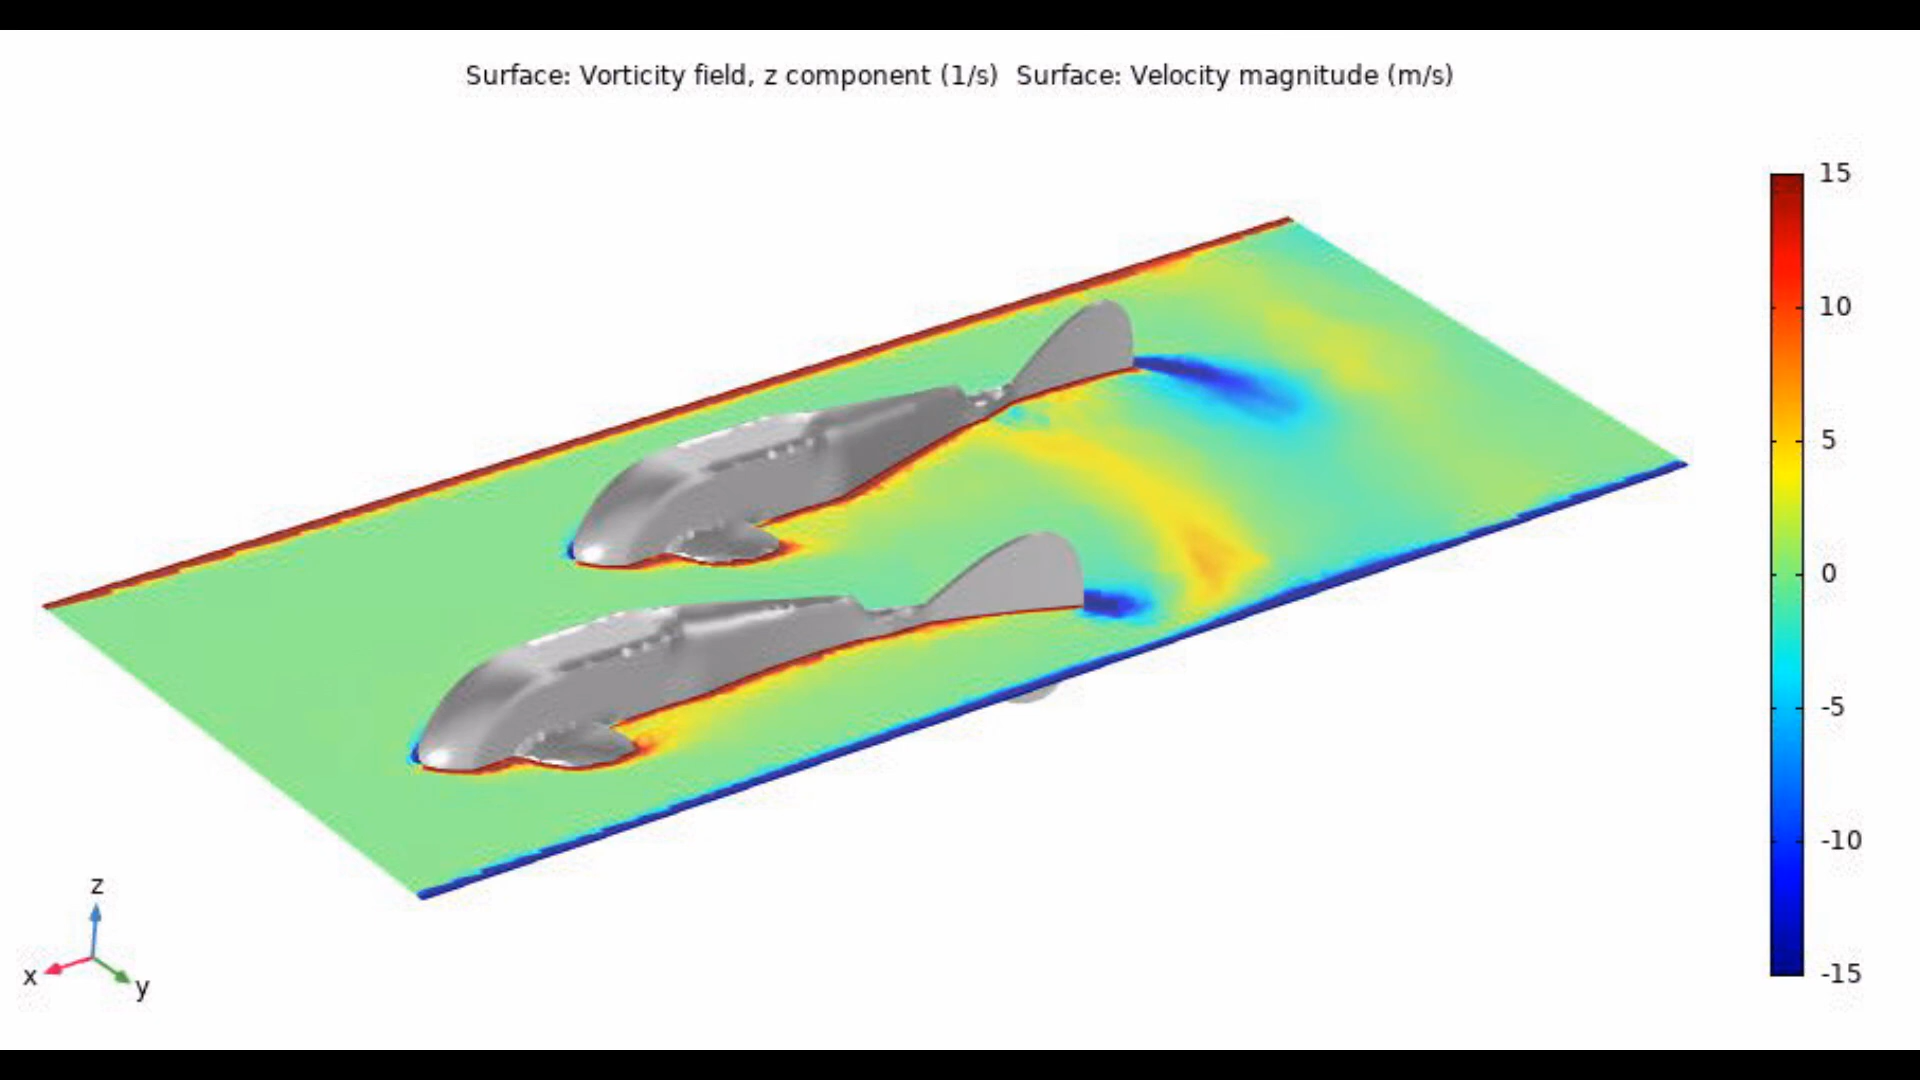 Surface: Vorticity field, z component (1/s)  Surface: Velocity magnitude (m/s)
15
10
5
0
-5
-10
-15
z
x
y